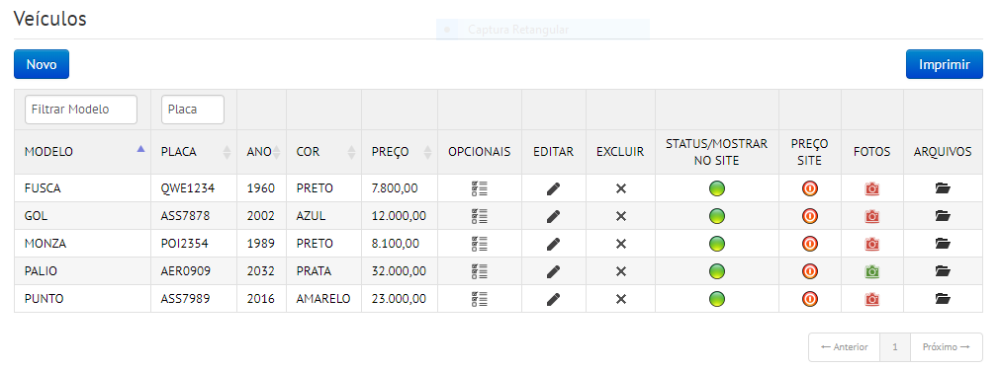 Veículos
Captura Retangular
Novo
Imprimir
Filtrar Modelo Placa
MODELO PLACA ANO COR PREÇO OPCIONAIS EDITAR EXCLUIR STATUS/MOSTRAR NO SITE PREÇO SITE FOTOS ARQUIVOS
FUSCA QWE1234 1960 PRETO 7.800,00
GOL ASS7878 2002 AZUL 12.000,00
MONZA POI2354 1989 PRETO 8.100,00
PALIO AER0909 2032 PRATA 32.000,00
PUNTO ASS7989 2016 AMARELO 23.000,00
← Anterior 1 Próximo →